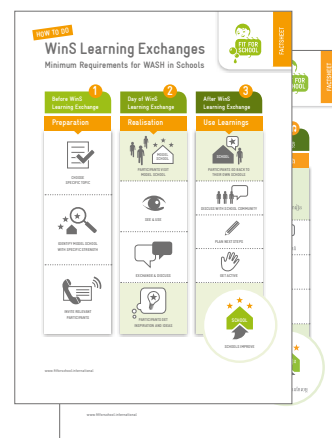 HOW TO DO
WinS Learning Exchanges
Minimum Requirements for WASH in Schools
FIT FOR
SCHOOL
FACTSHEET
1
Before WinS
Learning Exchange
Preparation
CHOOSE
SPECIFIC TOPIC
IDENTIFY MODEL SCHOOL
WITH SPECIFIC STRENGTH
INVITE RELEVANT
PARTICIPANTS
2
Day of WinS
Learning Exchange
Realisation
MODEL
SCHOOL
PARTICIPANTS VISIT
MODEL SCHOOL
SEE & ASK
EXCHANGE & DISCUSS
PARTICIPANTS GET
INSPIRATION AND IDEAS
3
After WinS
Learning Exchange
Use Learnings
SCHOOL
PARTICIPANTS GO BACK TO
THEIR OWN SCHOOLS
DISCUSS WITH SCHOOL COMMUNITY
PLAN NEXT STEPS
GET ACTIVE
SCHOOL
SCHOOLS IMPROVE
www.fitforschool.international
FACTSHEET
www.fitforschool.international